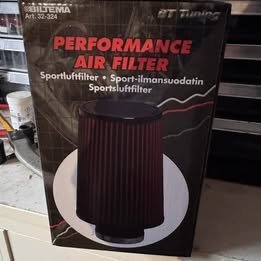 BILTEMA
Art. 32-324
BT Tuning
PERFORMANCE
AIR FILTER
Sportluftfilter • Sport-ilmansuodatin
Sportsluftfilter